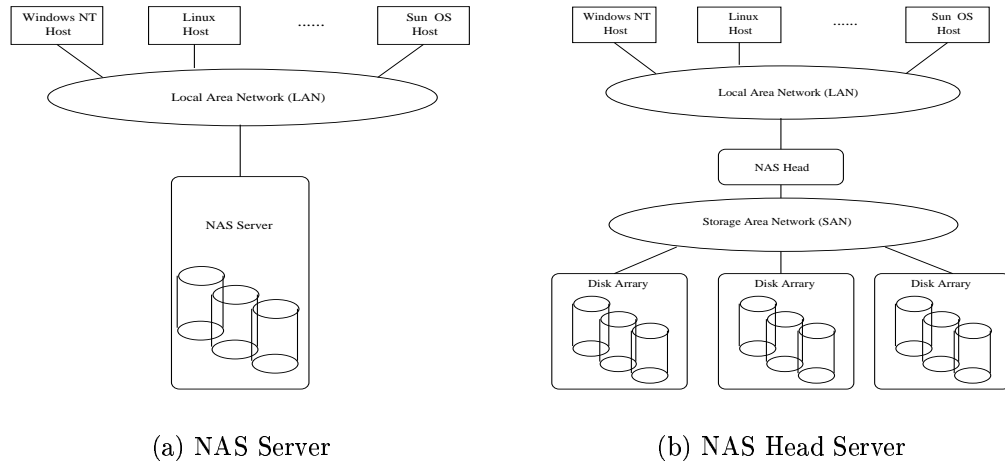 Windows NT
Host
Linux
Host
......
Sun OS
Host
Local Area Network (LAN)
NAS Server
(a) NAS Server
Windows NT
Host
Linux
Host
......
Sun OS
Host
Local Area Network (LAN)
NAS Head
Storage Area Network (SAN)
Disk Arrary
Disk Arrary
Disk Arrary
(b) NAS Head Server